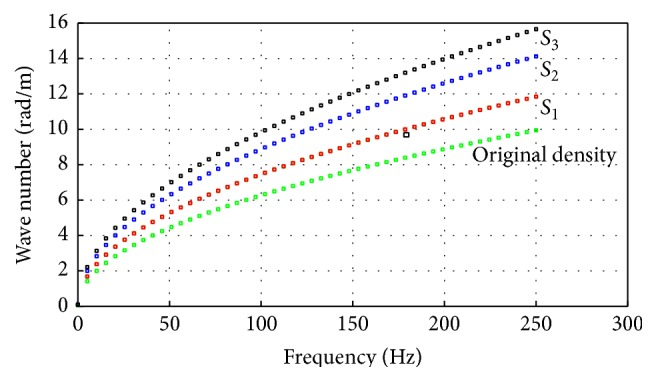 16
14
12
10
8
6
4
2
0
Wave number (rad/m)
S₃
S₂
S₁
Original density
0 50 100 150 200 250 300
Frequency (Hz)